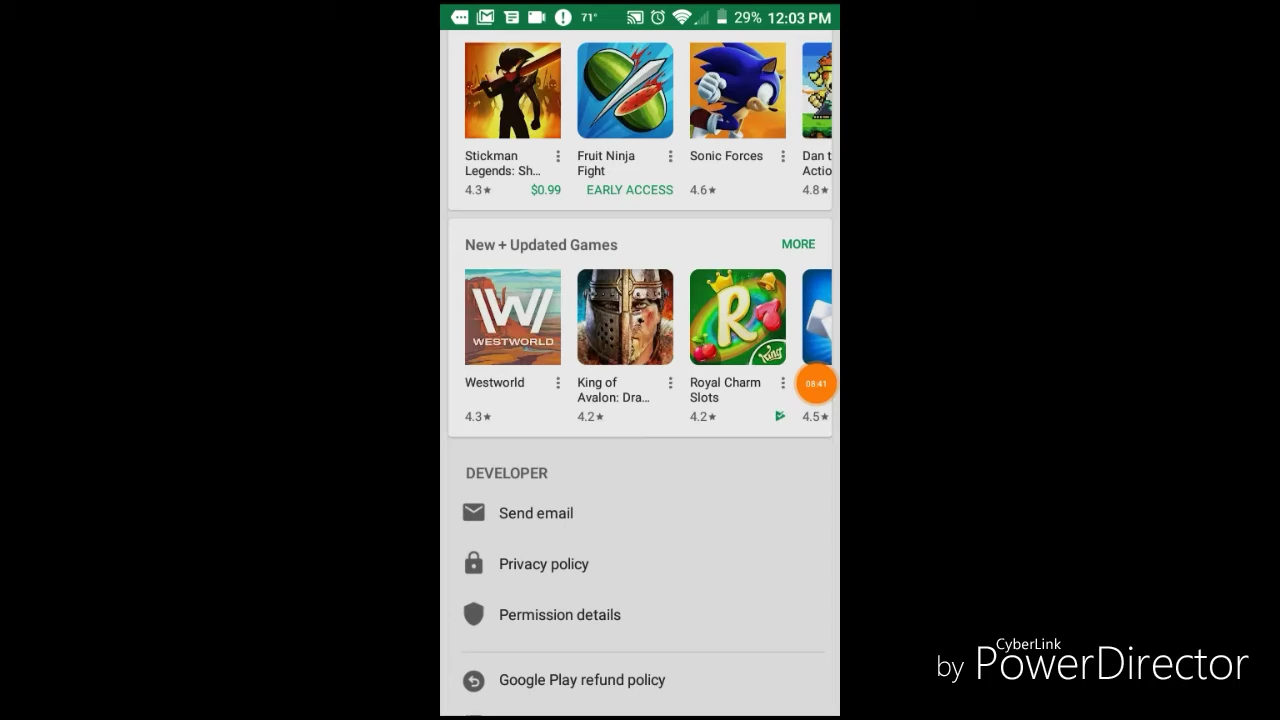 71° 29% 12:03 PM
Stickman Fruit Ninja Sonic Forces Dan t
Legends: Sh... Fight Actio
4.3★ $0.99 EARLY ACCESS 4.6★ 4.8★
New + Updated Games MORE
W
WESTWORLD R King
Westworld King of Royal Charm 08:41
Avalon: Dra... Slots
4.3★ 4.2★ 4.2★ 4.5★
DEVELOPER
Send email
Privacy policy
Permission details
Google Play refund policy
CyberLink
by PowerDirector